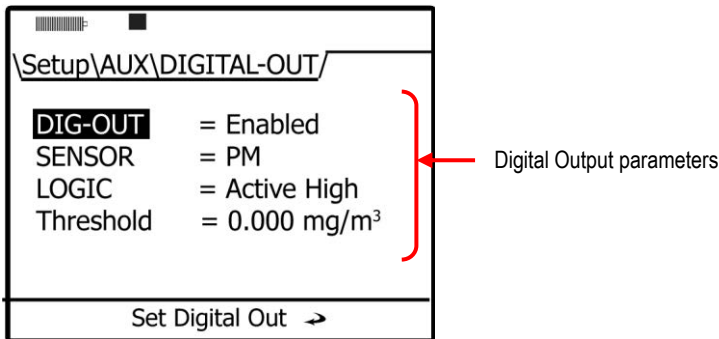 \Setup\AUX\DIGITAL-OUT/
DIG-OUT = Enabled
SENSOR = PM
LOGIC = Active High
Threshold = 0.000 mg/m³
Digital Output parameters
Set Digital Out